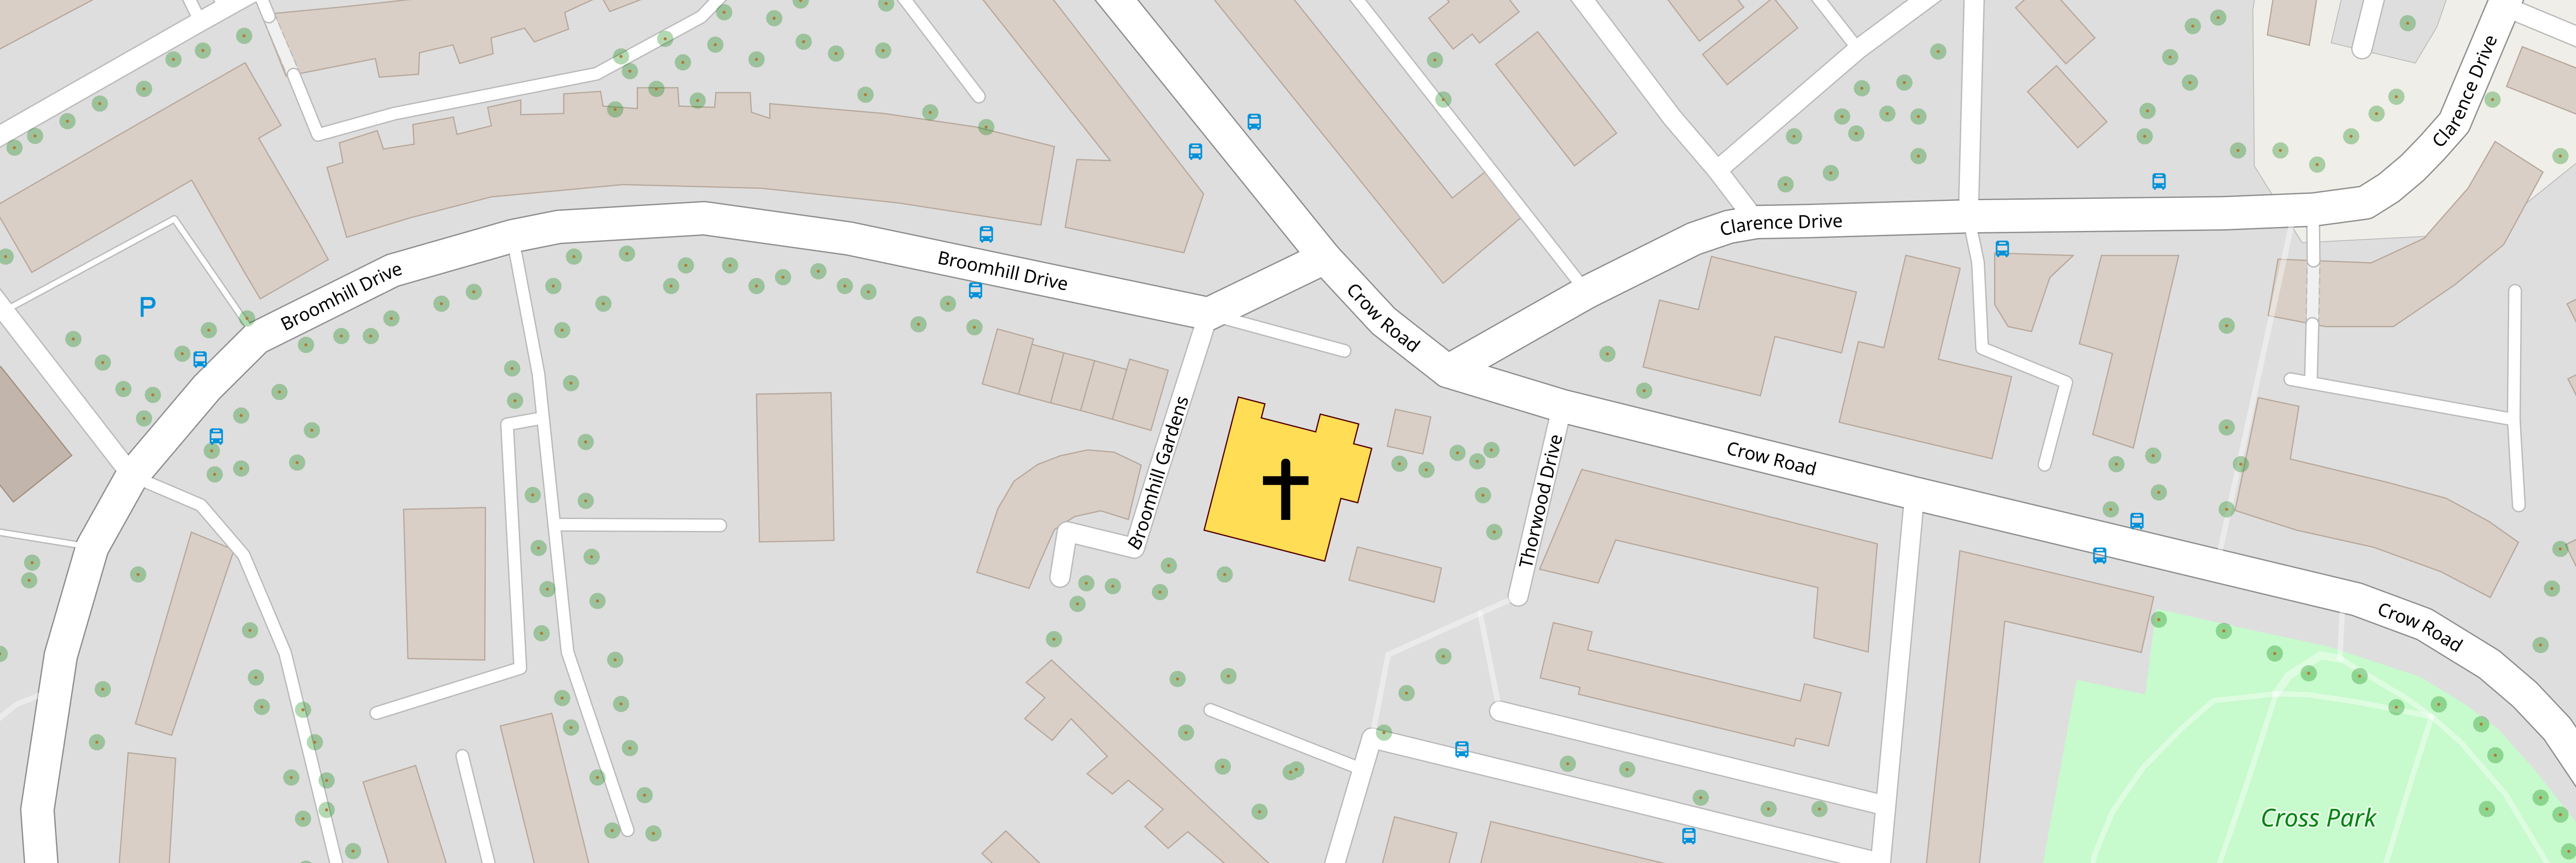 Clarence Drive
Clarence Drive
Broomhill Drive
Broomhill Drive
Crow Road
P
Broomhill Gardens
Thorwood Drive
Crow Road
Crow Road
Cross Park